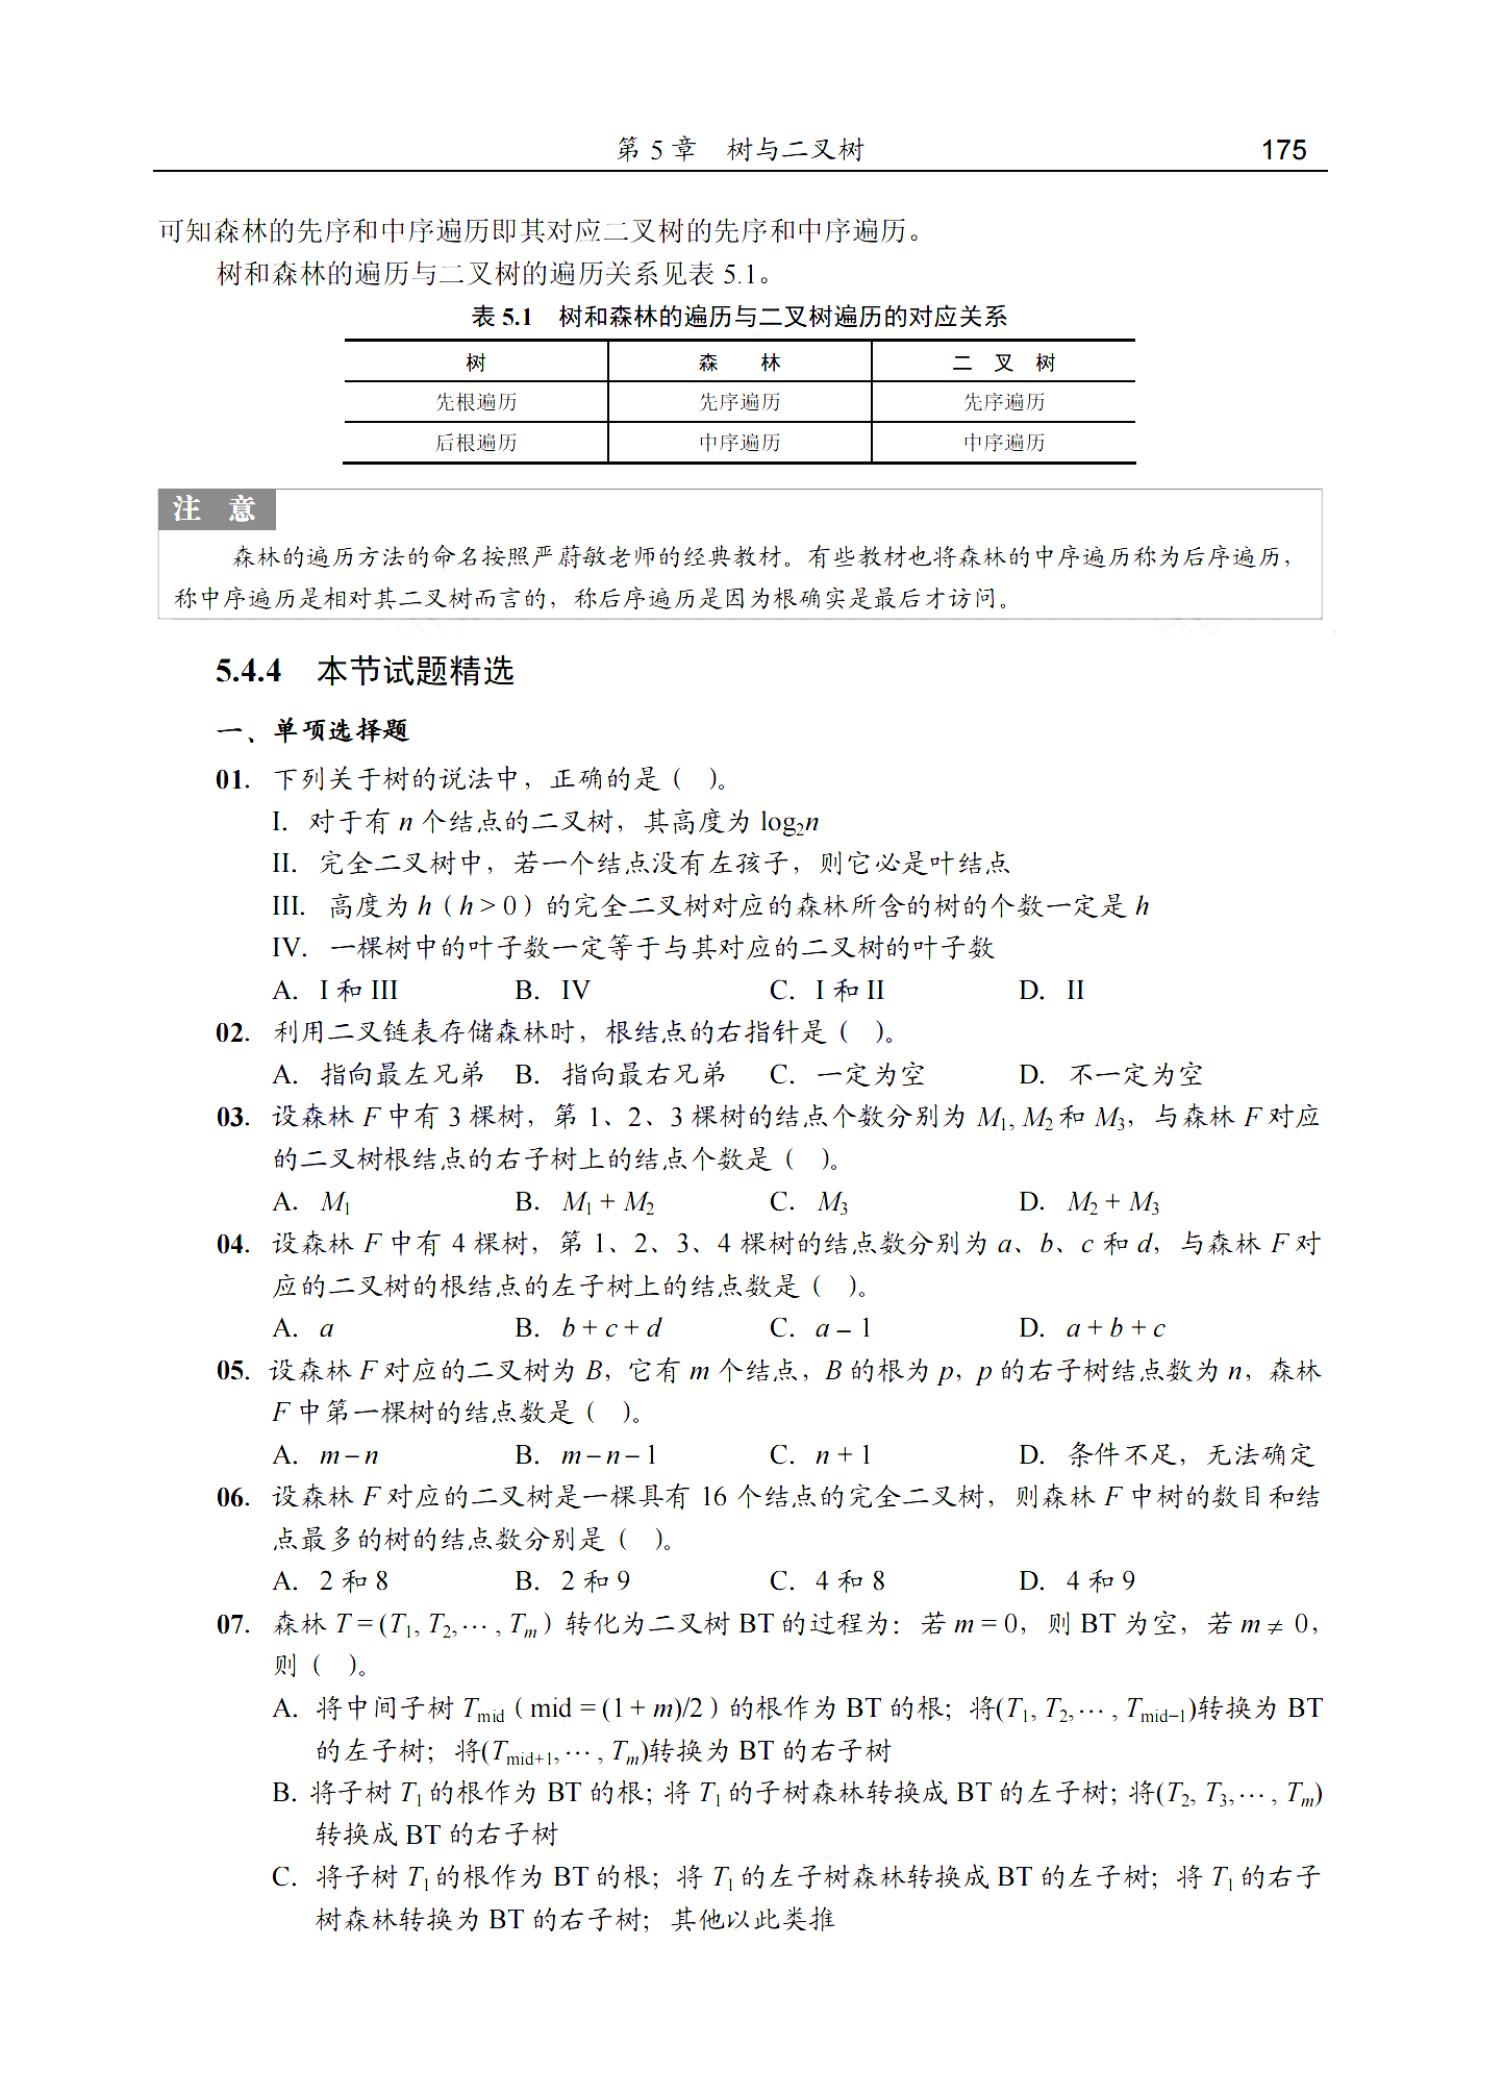 第 5 章 树与二叉树 175
可知森林的先序和中序遍历即其对应二叉树的先序和中序遍历。
树和森林的遍历与二叉树的遍历关系见表 5.1。
表 5.1 树和森林的遍历与二叉树遍历的对应关系
树 森 林 二 叉 树
先根遍历 先序遍历 先序遍历
后根遍历 中序遍历 中序遍历
注 意
森林的遍历方法的命名按照严蔚敏老师的经典教材。有些教材也将森林的中序遍历称为后序遍历，
称中序遍历是相对其二叉树而言的，称后序遍历是因为根确实是最后才访问。
5.4.4 本节试题精选
一、单项选择题
01. 下列关于树的说法中，正确的是（ ）。
I. 对于有 n 个结点的二叉树，其高度为 log₂n
II. 完全二叉树中，若一个结点没有左孩子，则它必是叶结点
III. 高度为 h（h > 0）的完全二叉树对应的森林所含的树的个数一定是 h
IV. 一棵树中的叶子数一定等于与其对应的二叉树的叶子数
A. I 和 III B. IV C. I 和 II D. II
02. 利用二叉链表存储森林时，根结点的右指针是（ ）。
A. 指向最左兄弟 B. 指向最右兄弟 C. 一定为空 D. 不一定为空
03. 设森林 F 中有 3 棵树，第 1、2、3 棵树的结点个数分别为 M₁, M₂和 M₃，与森林 F 对应
的二叉树根结点的右子树上的结点个数是（ ）。
A. M₁ B. M₁ + M₂ C. M₃ D. M₂ + M₃
04. 设森林 F 中有 4 棵树，第 1、2、3、4 棵树的结点数分别为 a、b、c 和 d，与森林 F 对
应的二叉树的根结点的左子树上的结点数是（ ）。
A. a B. b + c + d C. a – 1 D. a + b + c
05. 设森林 F 对应的二叉树为 B，它有 m 个结点，B 的根为 p，p 的右子树结点数为 n，森林
F 中第一棵树的结点数是（ ）。
A. m – n B. m – n – 1 C. n + 1 D. 条件不足，无法确定
06. 设森林 F 对应的二叉树是一棵具有 16 个结点的完全二叉树，则森林 F 中树的数目和结
点最多的树的结点数分别是（ ）。
A. 2 和 8 B. 2 和 9 C. 4 和 8 D. 4 和 9
07. 森林 T = (T₁, T₂,⋯, Tₘ）转化为二叉树 BT 的过程为：若 m = 0，则 BT 为空，若 m ≠ 0，
则（ ）。
A. 将中间子树 Tmid（mid = (1 + m)/2）的根作为 BT 的根；将(T₁, T₂,⋯, Tmid–1)转换为 BT
的左子树；将(Tmid+1,⋯, Tₘ)转换为 BT 的右子树
B. 将子树 T₁ 的根作为 BT 的根；将 T₁ 的子树森林转换成 BT 的左子树；将(T₂, T₃,⋯, Tₘ)
转换成 BT 的右子树
C. 将子树 T₁ 的根作为 BT 的根；将 T₁ 的左子树森林转换成 BT 的左子树；将 T₁ 的右子
树森林转换为 BT 的右子树；其他以此类推